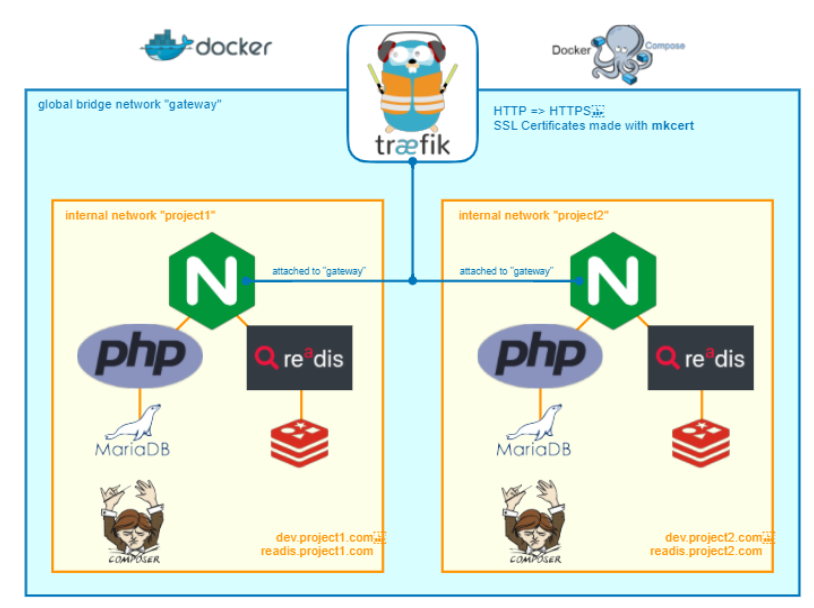 docker
Docker Compose
træfik
global bridge network "gateway"
HTTP => HTTPS
SSL Certificates made with mkcert
internal network "project1"
N
attached to "gateway"
php
readis
MariaDB
COMPOSER
dev.project1.com
readis.project1.com
internal network "project2"
attached to "gateway"
N
php
readis
MariaDB
COMPOSER
dev.project2.com
readis.project2.com